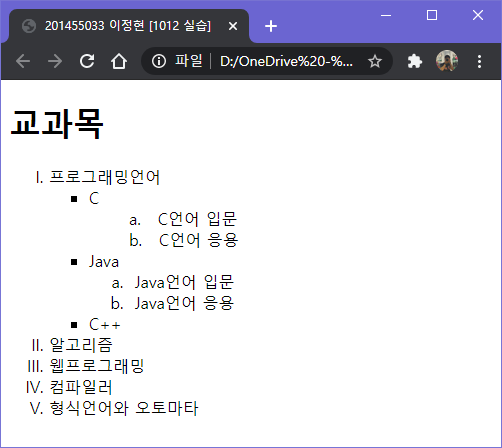 201455033 이정현 [1012 실습]
파일 D:/OneDrive%20-%...
교과목
I. 프로그래밍언어
C
a. C언어 입문
b. C언어 응용
Java
a. Java언어 입문
b. Java언어 응용
C++
II. 알고리즘
III. 웹프로그래밍
IV. 컴파일러
V. 형식언어와 오토마타